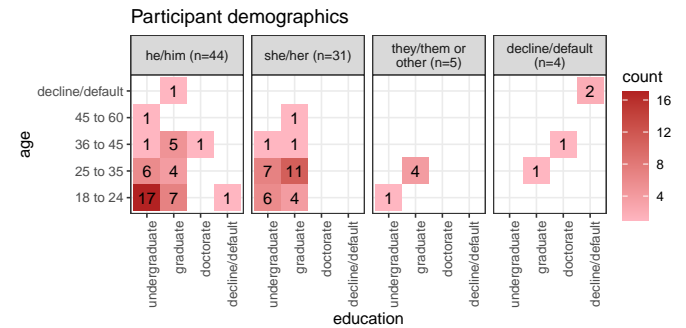 Participant demographics
he/him (n=44)
she/her (n=31)
they/them or
other (n=5)
decline/default
(n=4)
age
decline/default
45 to 60
36 to 45
25 to 35
18 to 24
1
1
1 5 1
6 4
17 7 1
1
1 1
7 11
6 4
4
1
2
1
1
undergraduate
graduate
doctorate
decline/default
undergraduate
graduate
doctorate
decline/default
undergraduate
graduate
doctorate
decline/default
undergraduate
graduate
doctorate
decline/default
education
count
16
12
8
4